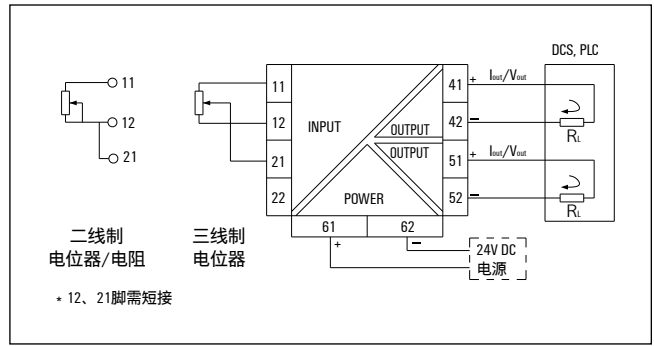 DCS, PLC
11
12
21
二线制
电位器/电阻
* 12、21脚需短接
三线制
电位器
11
12
21
22
INPUT
OUTPUT
OUTPUT
POWER
41
42
51
52
61
62
+ Iout/Vout
−
RL
+ Iout/Vout
−
RL
+
−
24V DC
电源